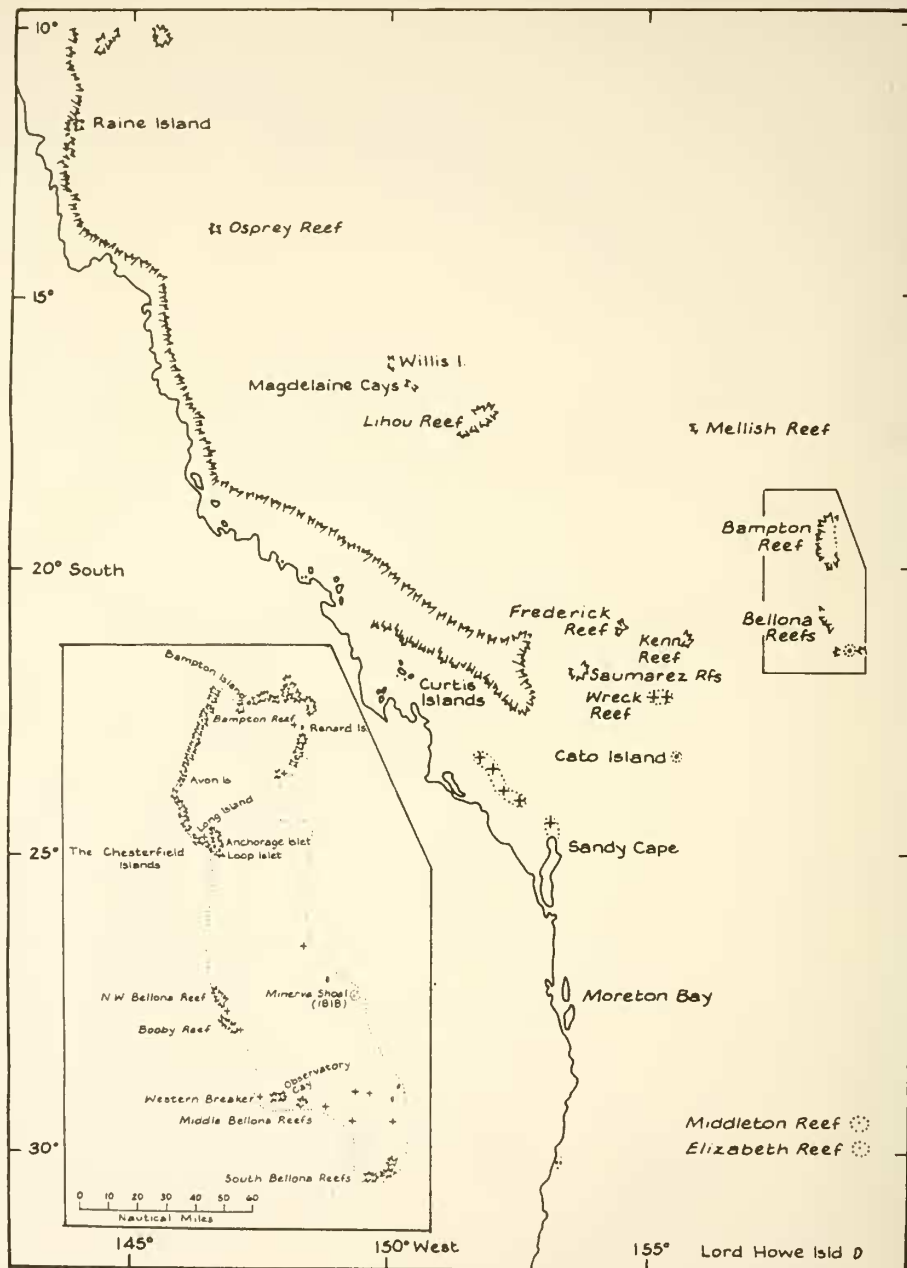 10°
Raine Island
Osprey Reef
15°
Willis I.
Magdelaine Cays
Lihou Reef
Mellish Reef
Bampton
Reef
20° South
Bellona
Reefs
Frederick
Reef
Kenn
Reef
Saumarez Rfs
Curtis
Islands
Wreck
Reef
Cato Island
Bampton Island
Bampton Reef
Renard Is.
Avon Is
Long Island
Anchorage Islet
Loop Islet
The Chesterfield
Islands
25°
Sandy Cape
N.W Bellona Reef
Minerva Shoal
(1818)
Booby Reef
Moreton Bay
Observatory
Cay
Western Breaker
Middle Bellona Reefs
South Bellona Reefs
0 10 20 30 40 50 60
Nautical Miles
30°
Middleton Reef
Elizabeth Reef
145°
150° West
155°
Lord Howe Isld